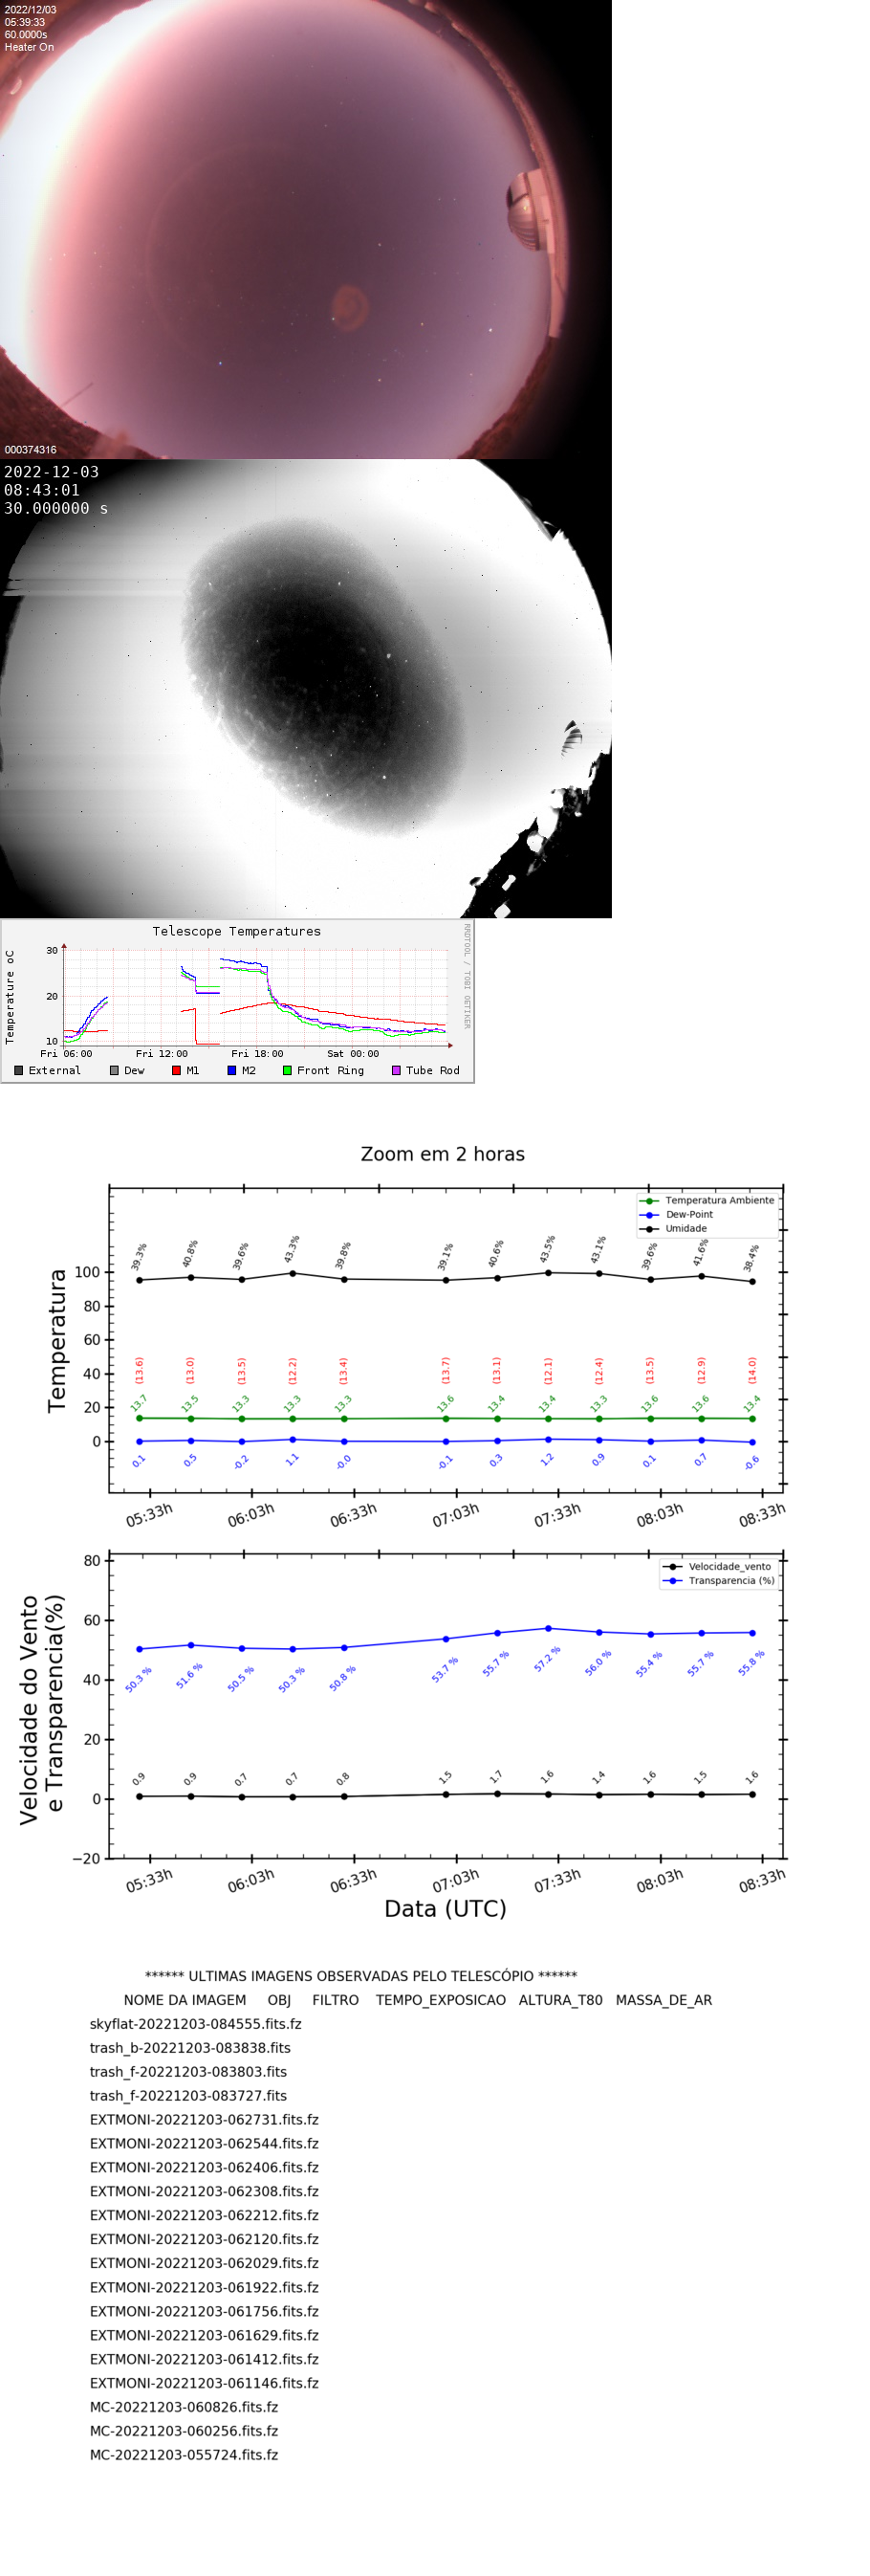 2022/12/03
05:39:33
60.0000s
Heater On
000374316
2022-12-03
08:43:01
30.000000 s
Telescope Temperatures
Temperature oC
30
20
10
Fri 06:00 Fri 12:00 Fri 18:00 Sat 00:00
External Dew M1 M2 Front Ring Tube Rod
RRDTOOL / TOBI OETIKER
Zoom em 2 horas
Temperatura
Temperatura Ambiente
Dew-Point
Umidade
39.3% 40.8% 39.6% 43.3% 39.8% 39.1% 40.6% 43.5% 43.1% 39.6% 41.6% 38.4%
100
80
60
40
20
0
(13.6) (13.0) (13.5) (12.2) (13.4) (13.7) (13.1) (12.1) (12.4) (13.5) (12.9) (14.0)
13.7 13.5 13.3 13.3 13.3 13.6 13.4 13.4 13.3 13.6 13.6 13.4
0.1 0.5 -0.2 1.1 -0.0 -0.1 0.3 1.2 0.9 0.1 0.7 -0.6
05:33h 06:03h 06:33h 07:03h 07:33h 08:03h 08:33h
Velocidade do Vento
e Transparencia(%)
Velocidade_vento
Transparencia (%)
80
60
40
20
0
−20
50.3 % 51.6 % 50.5 % 50.3 % 50.8 % 53.7 % 55.7 % 57.2 % 56.0 % 55.4 % 55.7 % 55.8 %
0.9 0.9 0.7 0.7 0.8 1.5 1.7 1.6 1.4 1.6 1.5 1.6
05:33h 06:03h 06:33h 07:03h 07:33h 08:03h 08:33h
Data (UTC)
****** ULTIMAS IMAGENS OBSERVADAS PELO TELESCÓPIO ******
NOME DA IMAGEM OBJ FILTRO TEMPO_EXPOSICAO ALTURA_T80 MASSA_DE_AR
skyflat-20221203-084555.fits.fz
trash_b-20221203-083838.fits
trash_f-20221203-083803.fits
trash_f-20221203-083727.fits
EXTMONI-20221203-062731.fits.fz
EXTMONI-20221203-062544.fits.fz
EXTMONI-20221203-062406.fits.fz
EXTMONI-20221203-062308.fits.fz
EXTMONI-20221203-062212.fits.fz
EXTMONI-20221203-062120.fits.fz
EXTMONI-20221203-062029.fits.fz
EXTMONI-20221203-061922.fits.fz
EXTMONI-20221203-061756.fits.fz
EXTMONI-20221203-061629.fits.fz
EXTMONI-20221203-061412.fits.fz
EXTMONI-20221203-061146.fits.fz
MC-20221203-060826.fits.fz
MC-20221203-060256.fits.fz
MC-20221203-055724.fits.fz